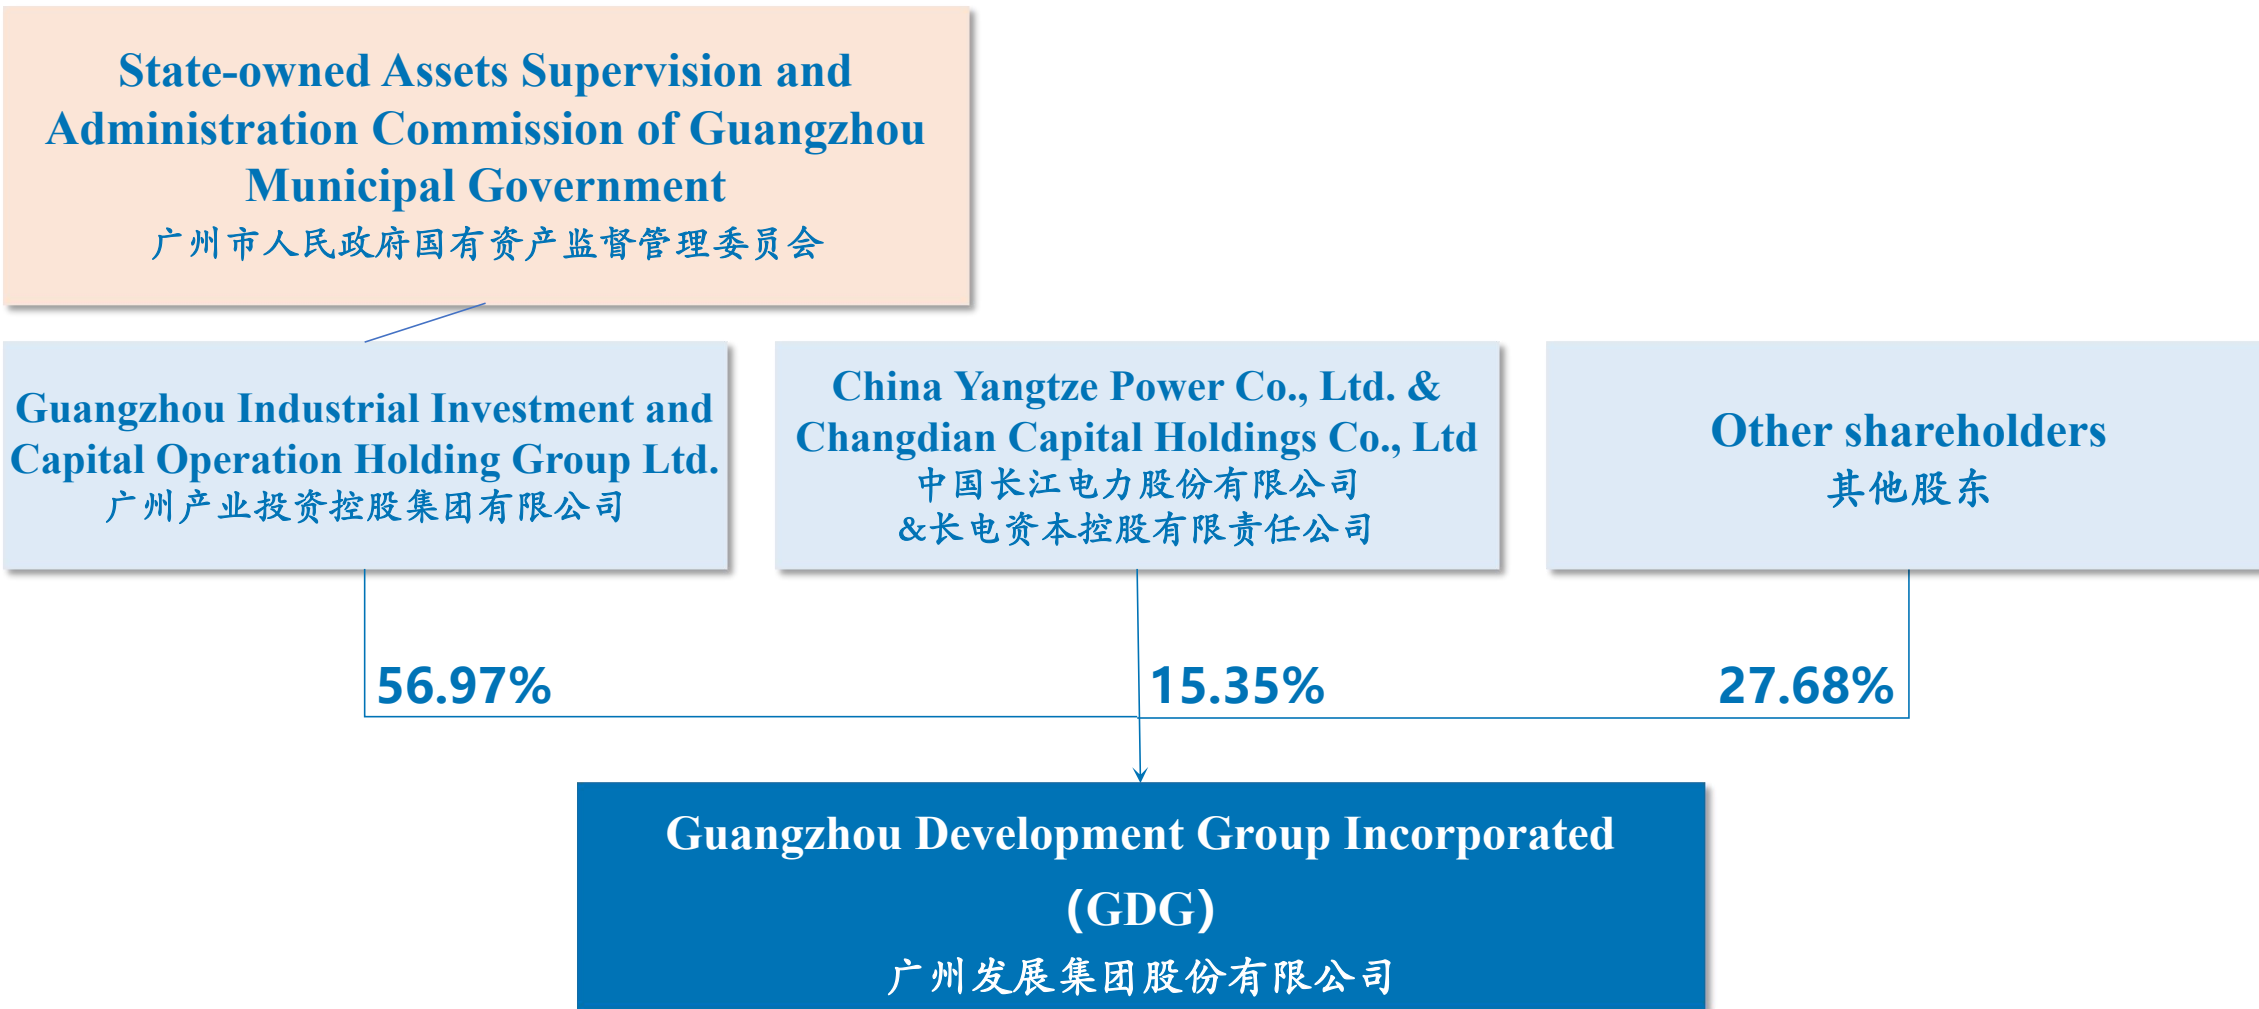 State-owned Assets Supervision and
Administration Commission of Guangzhou
Municipal Government
广州市人民政府国有资产监督管理委员会
Guangzhou Industrial Investment and
Capital Operation Holding Group Ltd.
广州产业投资控股集团有限公司
China Yangtze Power Co., Ltd. &
Changdian Capital Holdings Co., Ltd
中国长江电力股份有限公司
&长电资本控股有限责任公司
Other shareholders
其他股东
56.97%
15.35%
27.68%
Guangzhou Development Group Incorporated
(GDG)
广州发展集团股份有限公司